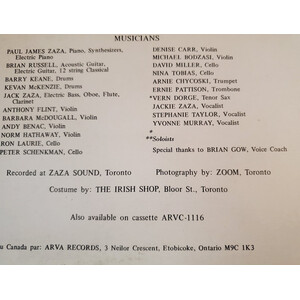 MUSICIANS
PAUL JAMES ZAZA, Piano, Synthesizers,
Electric Piano
BRIAN RUSSELL, Acoustic Guitar,
Electric Guitar, 12 string Classical
BARRY KEANE, Drums
KEVAN McKENZIE, Drums
JACK ZAZA, Electric Bass, Oboe, Flute,
Clarinet
ANTHONY FLINT, Violin
BARBARA McDOUGALL, Violin
ANDY BENAC, Violin
NORM HATHAWAY, Violin
RON LAURIE, Cello
PETER SCHENKMAN, Cello
DENISE CARR, Violin
MICHAEL BODZASI, Violin
DAVID MILLER, Cello
NINA TOBIAS, Cello
ARNIE CHYCOSKI, Trumpet
ERNIE PATTISON, Trombone
*VERN DORGE, Tenor Sax
JACKIE ZAZA, Vocalist
STEPHANIE TAYLOR, Vocalist
YVONNE MURRAY, Vocalist
*Soloists
Special thanks to BRIAN GOW, Voice Coach
Recorded at ZAZA SOUND, Toronto
Photography by: ZOOM, Toronto
Costume by: THE IRISH SHOP, Bloor St., Toronto
Also available on cassette ARVC-1116
u Canada par: ARVA RECORDS, 3 Neilor Crescent, Etobicoke, Ontario M9C 1K3